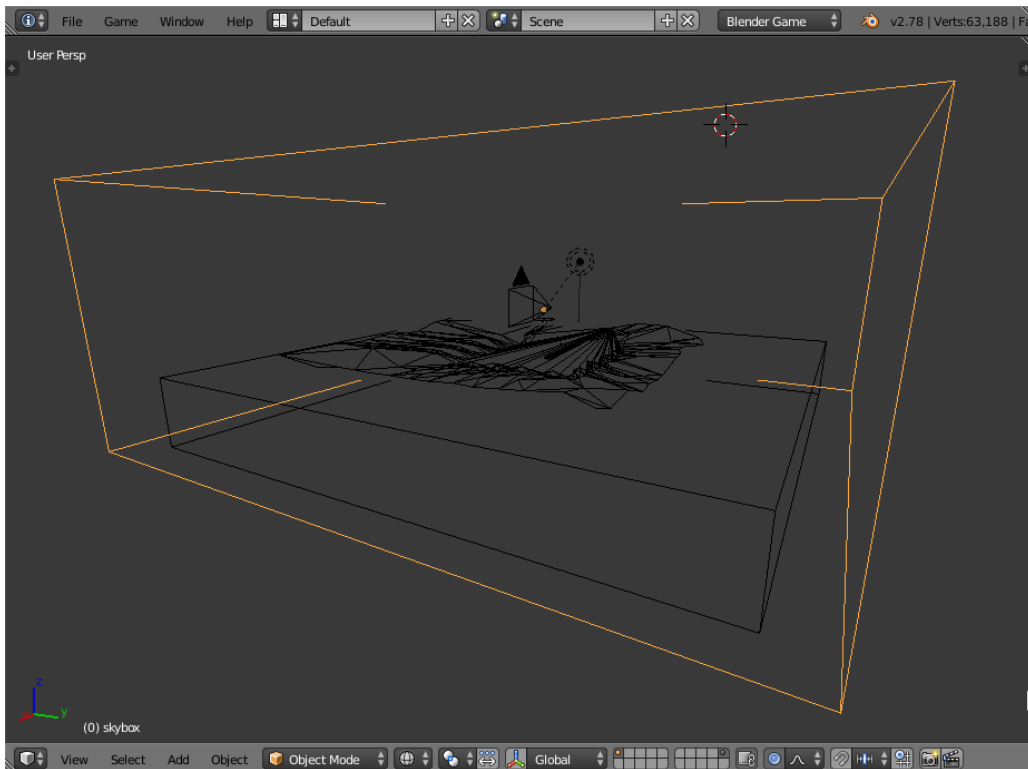 File Game Window Help Default Scene Blender Game v2.78 | Verts:63,188 | Fa
User Persp
z
y
(0) skybox
View Select Add Object Object Mode Global